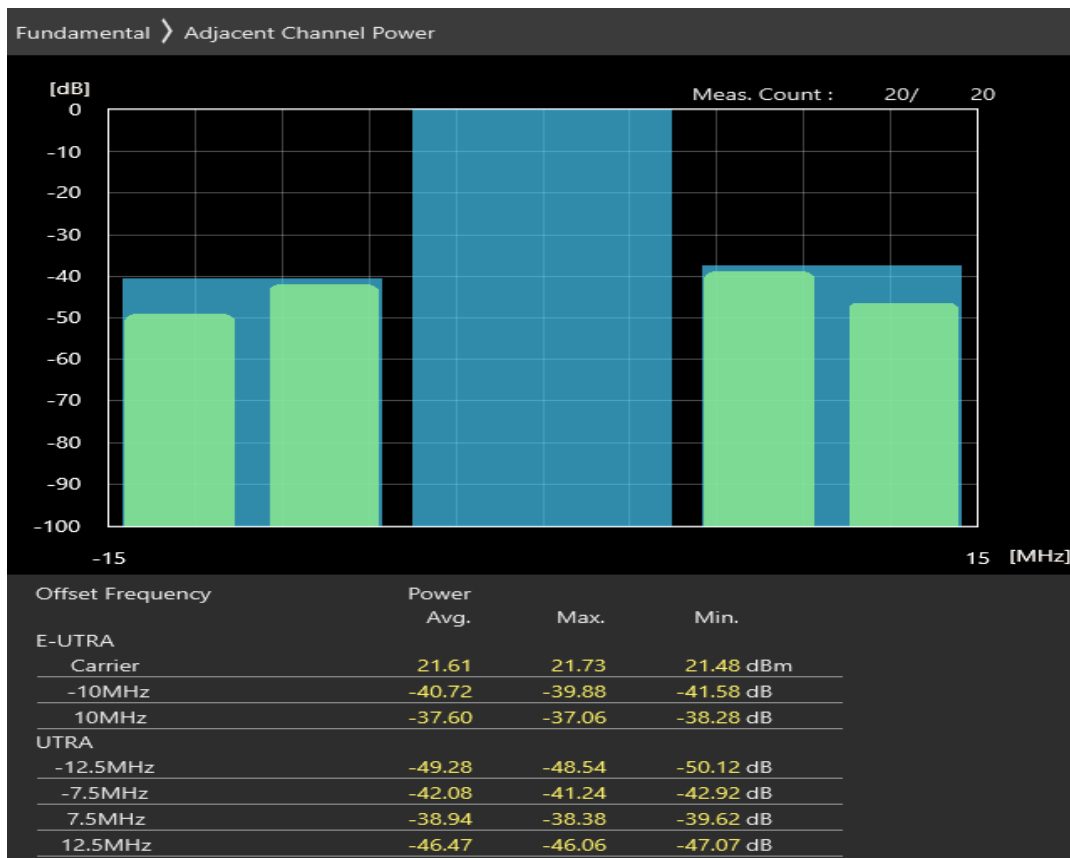 Fundamental 〉 Adjacent Channel Power
[dB]
Meas. Count : 20/ 20
0
-10
-20
-30
-40
-50
-60
-70
-80
-90
-100
-15 15 [MHz]
Offset Frequency Power
Avg. Max. Min.
E-UTRA
Carrier 21.61 21.73 21.48 dBm
-10MHz -40.72 -39.88 -41.58 dB
10MHz -37.60 -37.06 -38.28 dB
UTRA
-12.5MHz -49.28 -48.54 -50.12 dB
-7.5MHz -42.08 -41.24 -42.92 dB
7.5MHz -38.94 -38.38 -39.62 dB
12.5MHz -46.47 -46.06 -47.07 dB